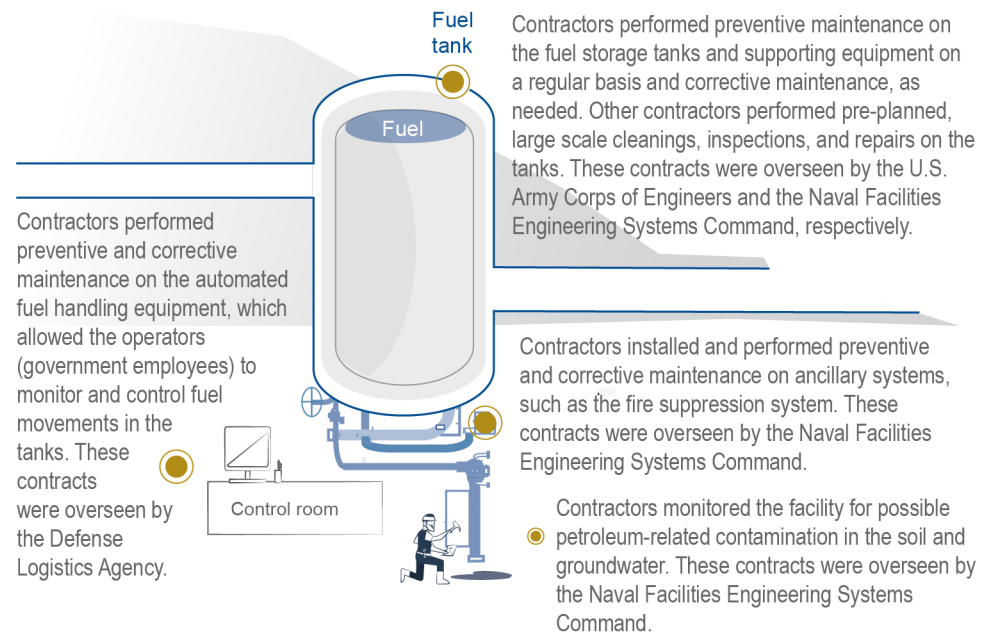 Fuel
tank
Contractors performed preventive maintenance on
the fuel storage tanks and supporting equipment on
a regular basis and corrective maintenance, as
needed. Other contractors performed pre-planned,
large scale cleanings, inspections, and repairs on the
tanks. These contracts were overseen by the U.S.
Army Corps of Engineers and the Naval Facilities
Engineering Systems Command, respectively.
Fuel
Contractors performed
preventive and corrective
maintenance on the automated
fuel handling equipment, which
allowed the operators
(government employees) to
monitor and control fuel
movements in the
tanks. These
contracts
were overseen by
the Defense
Logistics Agency.
Control room
Contractors installed and performed preventive
and corrective maintenance on ancillary systems,
such as the fire suppression system. These
contracts were overseen by the Naval Facilities
Engineering Systems Command.
Contractors monitored the facility for possible
petroleum-related contamination in the soil and
groundwater. These contracts were overseen by
the Naval Facilities Engineering Systems
Command.